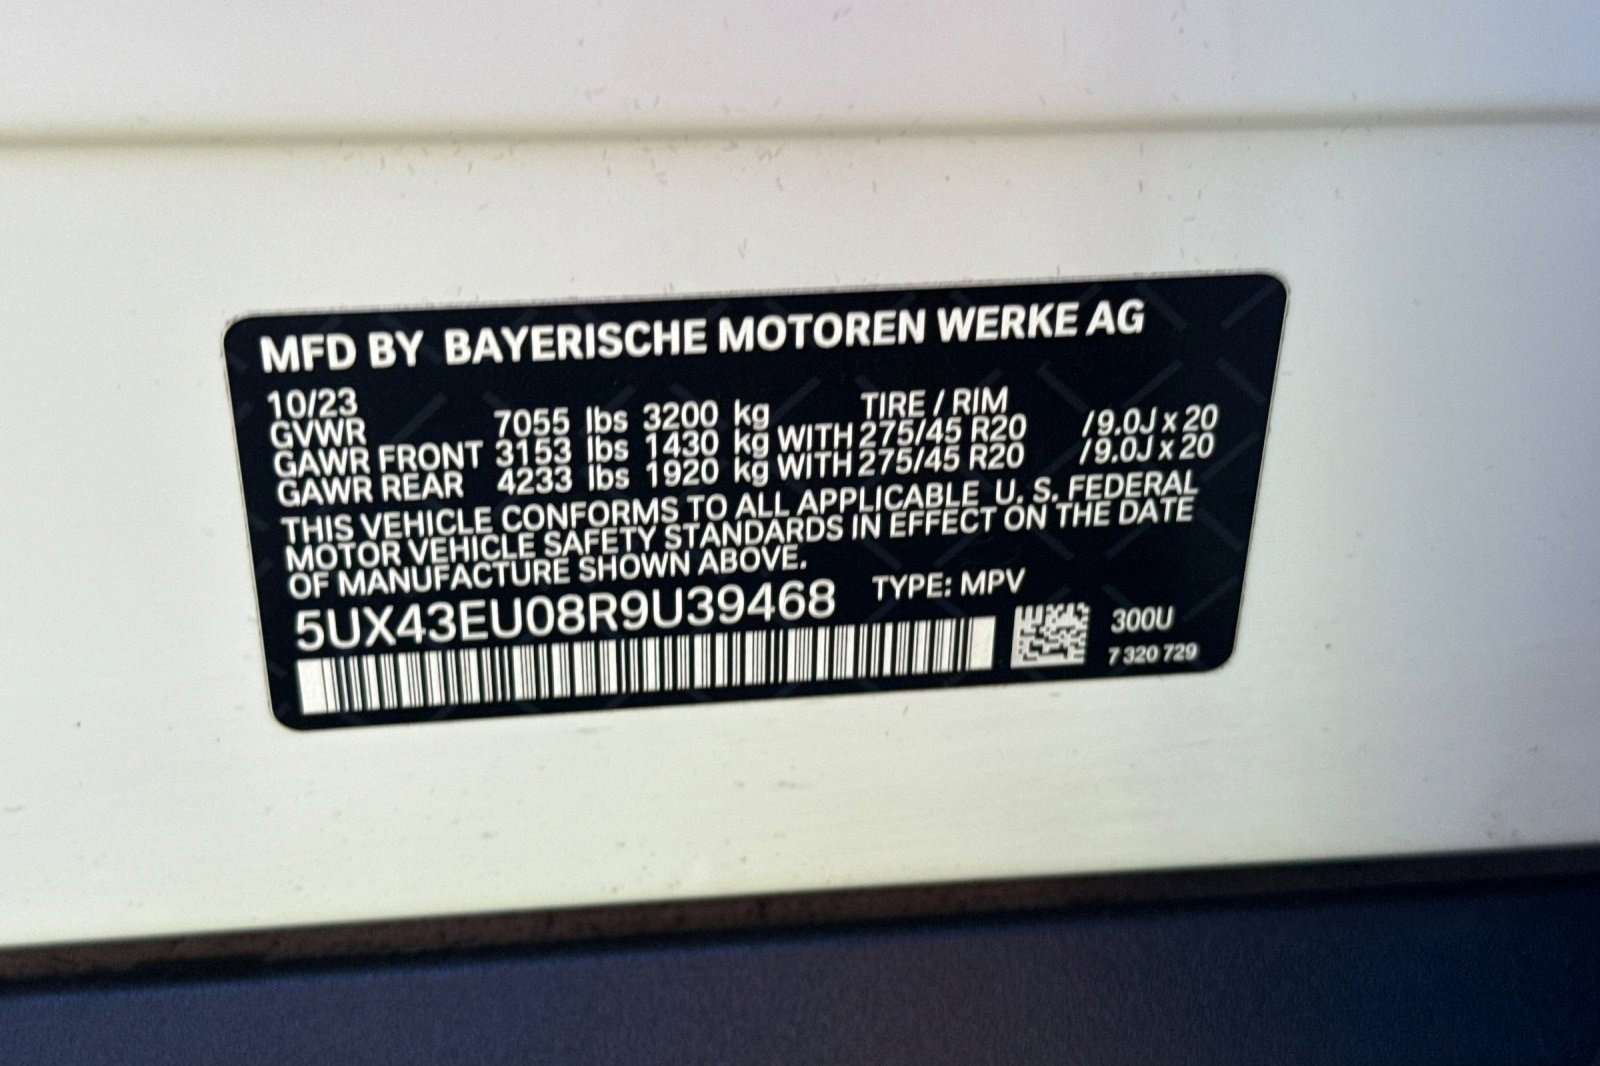 MFD BY BAYERISCHE MOTOREN WERKE AG
10/23 TIRE / RIM
GVWR 7055 lbs 3200 kg
GAWR FRONT 3153 lbs 1430 kg WITH 275/45 R20 /9.0J x 20
GAWR REAR 4233 lbs 1920 kg WITH 275/45 R20 /9.0J x 20
THIS VEHICLE CONFORMS TO ALL APPLICABLE U. S. FEDERAL
MOTOR VEHICLE SAFETY STANDARDS IN EFFECT ON THE DATE
OF MANUFACTURE SHOWN ABOVE.
5UX43EU08R9U39468 TYPE: MPV
300U
7 320 729